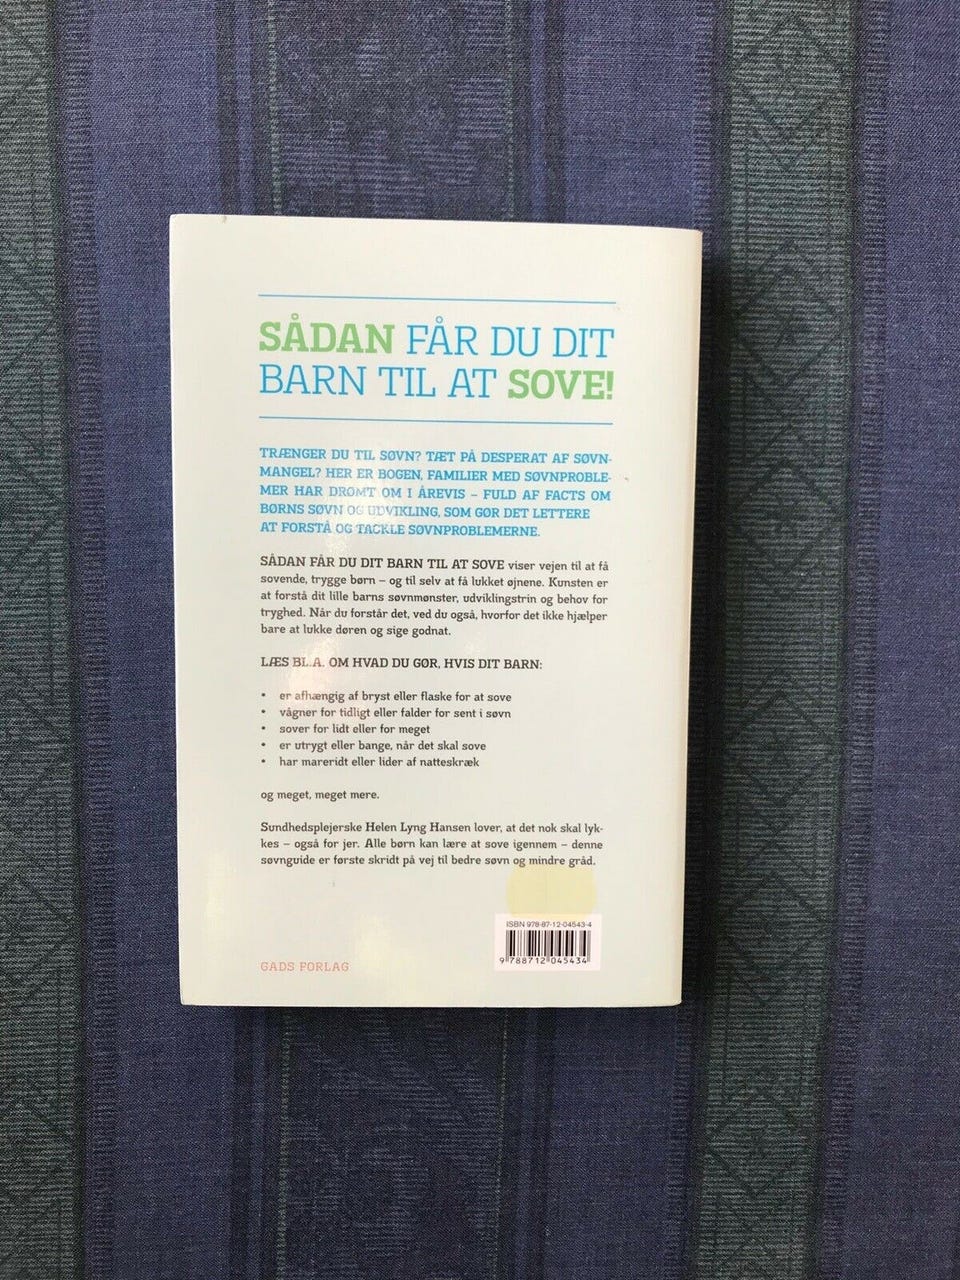 SÅDAN FÅR DU DIT
BARN TIL AT SOVE!
TRÆNGER DU TIL SØVN? TÆT PÅ DESPERAT AF SØVN-
MANGEL? HER ER BOGEN, FAMILIER MED SØVNPROBLE-
MER HAR DRØMT OM I ÅREVIS – FULD AF FACTS OM
BØRNS SØVN OG UDVIKLING, SOM GØR DET LETTERE
AT FORSTÅ OG TACKLE SØVNPROBLEMERNE.
SÅDAN FÅR DU DIT BARN TIL AT SOVE viser vejen til at få
sovende, trygge børn – og til selv at få lukket øjnene. Kunsten er
at forstå dit lille barns søvnmønster, udviklingstrin og behov for
tryghed. Når du forstår det, ved du også, hvorfor det ikke hjælper
bare at lukke døren og sige godnat.
LÆS BL.A. OM HVAD DU GØR, HVIS DIT BARN:
• er afhængig af bryst eller flaske for at sove
• vågner for tidligt eller falder for sent i søvn
• sover for lidt eller for meget
• er utrygt eller bange, når det skal sove
• har mareridt eller lider af natteskræk
og meget, meget mere.
Sundhedsplejerske Helen Lyng Hansen lover, at det nok skal lyk-
kes – også for jer. Alle børn kan lære at sove igennem – denne
søvnguide er første skridt på vej til bedre søvn og mindre gråd.
ISBN 978-87-12-04543-4
9 788712 045434
GADS FORLAG